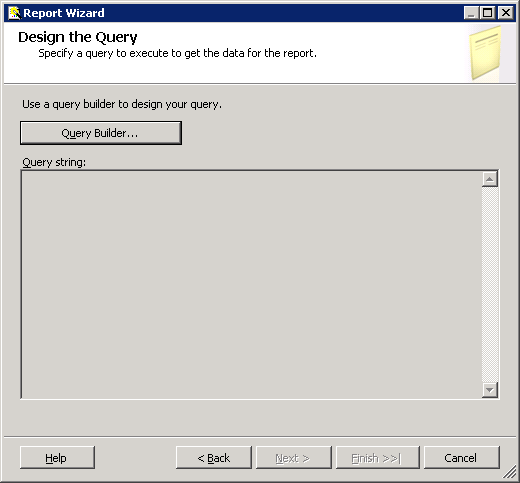 Report Wizard
Design the Query
Specify a query to execute to get the data for the report.
Use a query builder to design your query.
Query Builder...
Query string:
Help
< Back
Next >
Finish >>|
Cancel